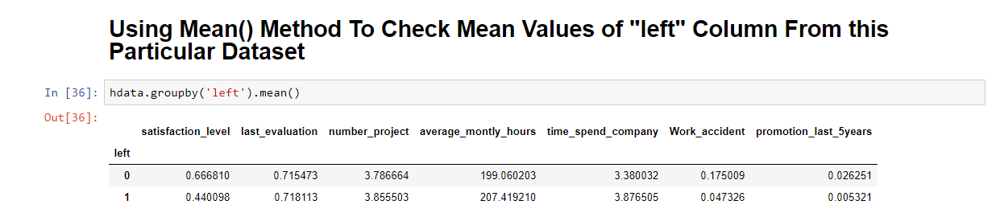 Using Mean() Method To Check Mean Values of "left" Column From this
Particular Dataset
In [36]: hdata.groupby('left').mean()
Out[36]:
satisfaction_level last_evaluation number_project average_montly_hours time_spend_company Work_accident promotion_last_5years
left
0 0.666810 0.715473 3.786664 199.060203 3.380032 0.175009 0.026251
1 0.440098 0.718113 3.855503 207.419210 3.876505 0.047326 0.005321